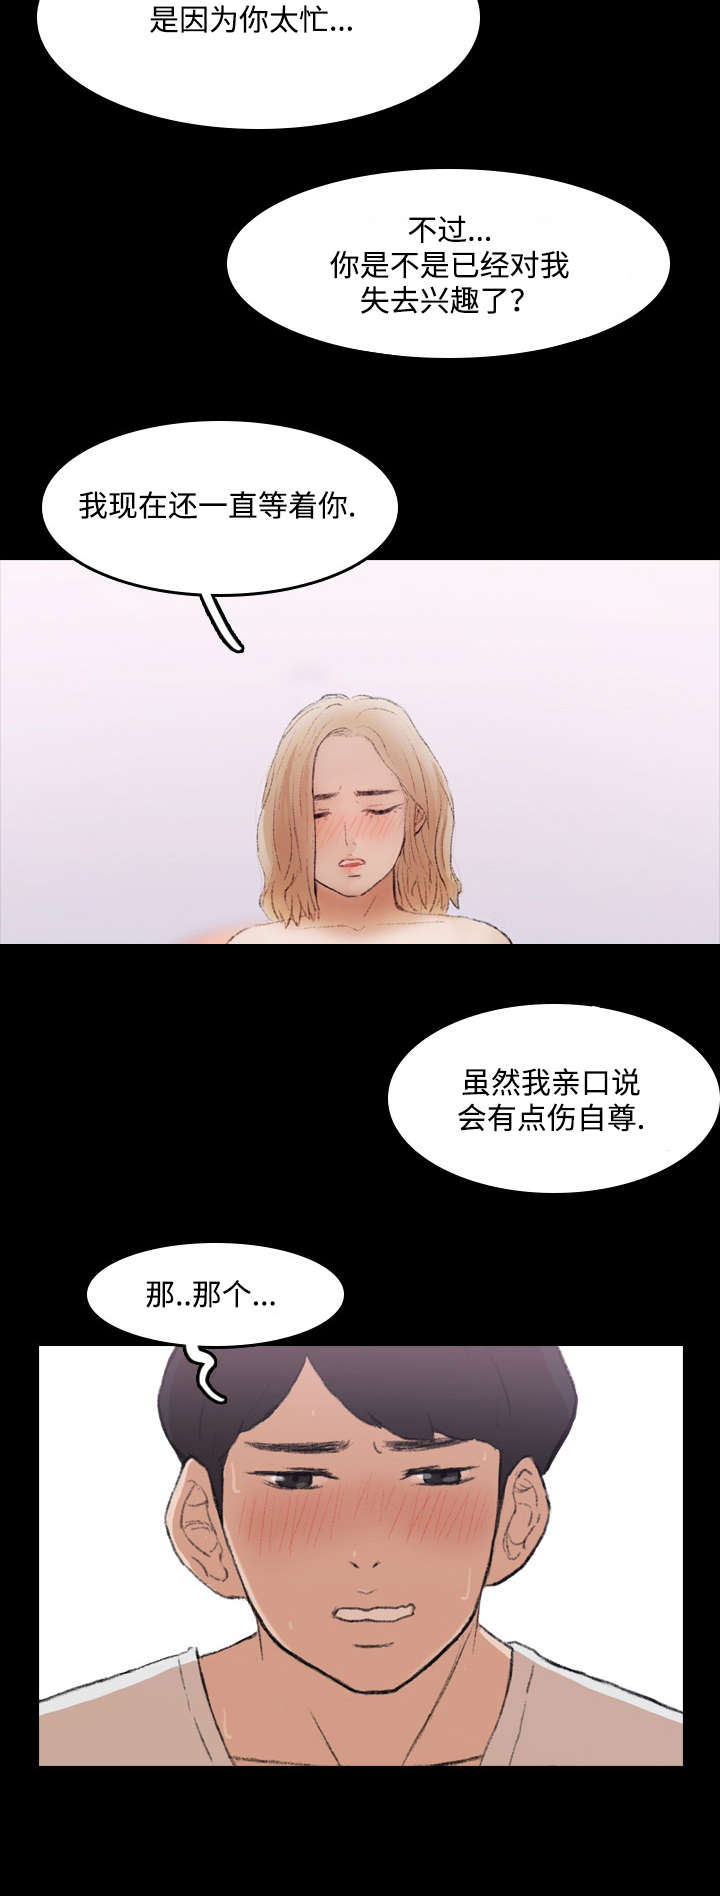 是因为你太忙...
不过...
你是不是已经对我
失去兴趣了?
我现在还一直等着你.
虽然我亲口说
会有点伤自尊.
那..那个...